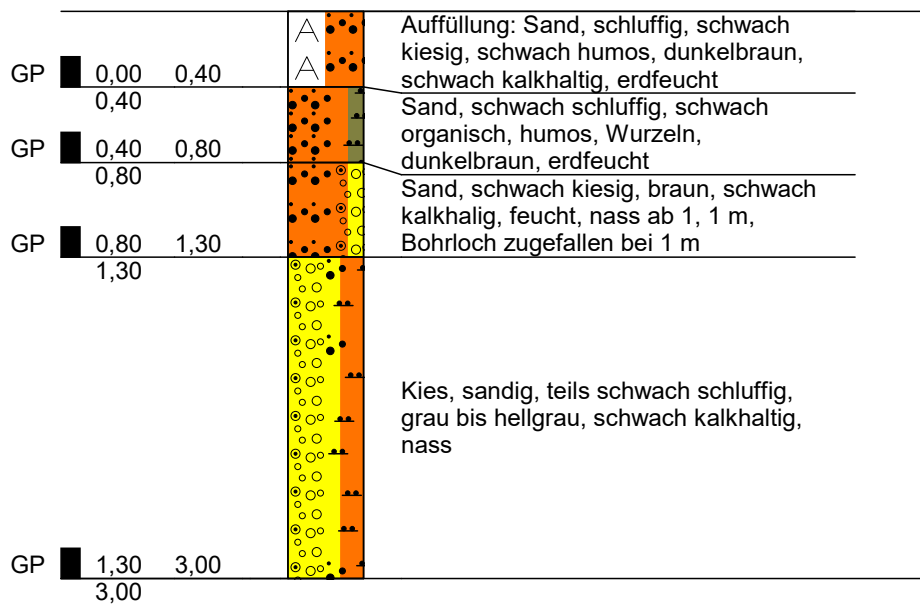 Auffüllung: Sand, schluffig, schwach
kiesig, schwach humos, dunkelbraun,
schwach kalkhaltig, erdfeucht
GP 0,00 0,40
0,40
Sand, schwach schluffig, schwach
organisch, humos, Wurzeln,
dunkelbraun, erdfeucht
GP 0,40 0,80
0,80
Sand, schwach kiesig, braun, schwach
kalkhalig, feucht, nass ab 1, 1 m,
Bohrloch zugefallen bei 1 m
GP 0,80 1,30
1,30
Kies, sandig, teils schwach schluffig,
grau bis hellgrau, schwach kalkhaltig,
nass
GP 1,30 3,00
3,00
A
A